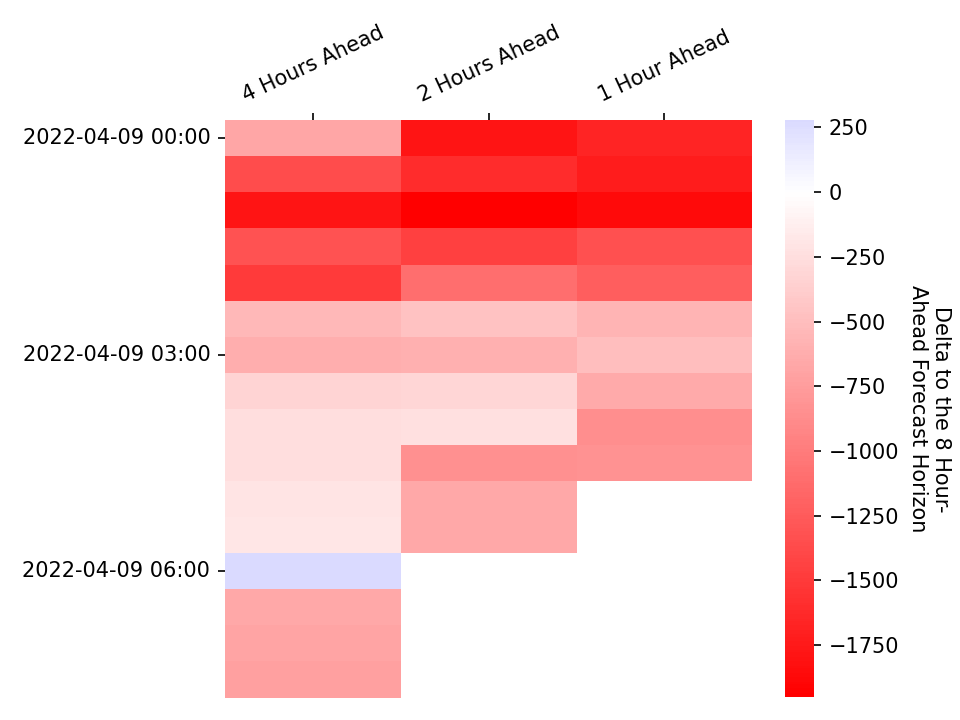 4 Hours Ahead
2 Hours Ahead
1 Hour Ahead
2022-04-09 00:00
2022-04-09 03:00
2022-04-09 06:00
250
0
−250
−500
−750
−1000
−1250
−1500
−1750
Delta to the 8 Hour-
Ahead Forecast Horizon